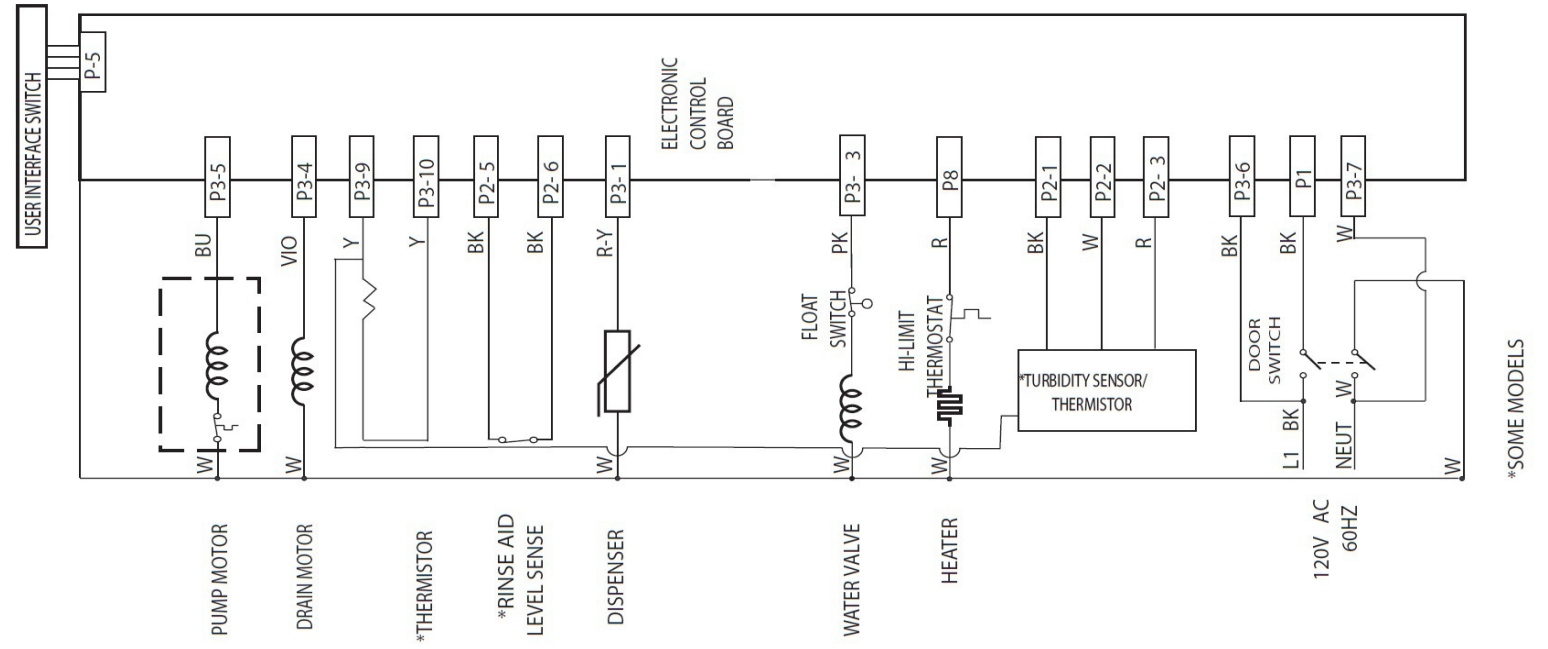 USER INTERFACE SWITCH
P-5
ELECTRONIC
CONTROL
BOARD
P3-5
P3-4
P3-9
P3-10
P2- 5
P2- 6
P3- 1
P3- 3
P8
P2-1
P2-2
P2- 3
P3-6
P1
P3-7
BU
VIO
Y
Y
BK
BK
R-Y
PK
R
BK
W
R
BK
BK
W
FLOAT
SWITCH
HI-LIMIT
THERMOSTAT
*TURBIDITY SENSOR/
THERMISTOR
DOOR
SWITCH
W
W
W
W
W
L1 BK
NEUT W
W
PUMP MOTOR
DRAIN MOTOR
*THERMISTOR
*RINSE AID
LEVEL SENSE
DISPENSER
WATER VALVE
HEATER
120V AC
60HZ
*SOME MODELS